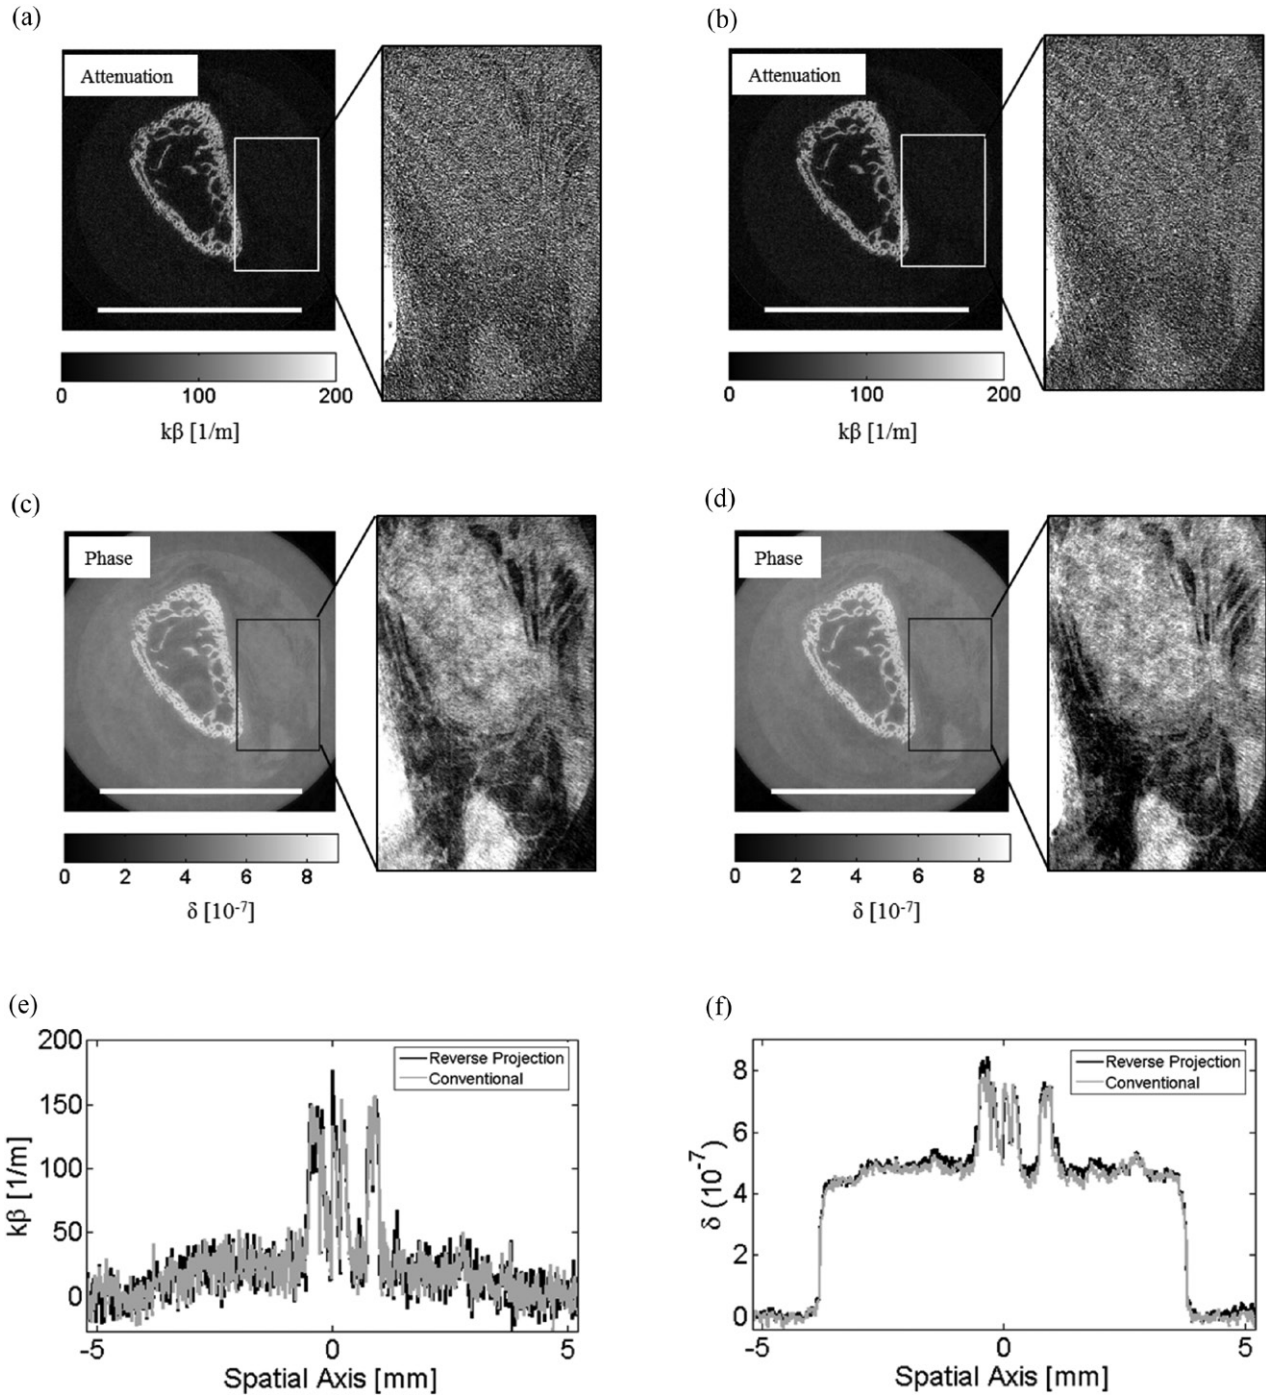 (a)
(b)
Attenuation
Attenuation
0 100 200
0 100 200
kβ [1/m]
kβ [1/m]
(c)
(d)
Phase
Phase
0 2 4 6 8
0 2 4 6 8
δ [10⁻⁷]
δ [10⁻⁷]
(e)
(f)
200
150
100
50
0
kβ [1/m]
Reverse Projection
Conventional
-5 0 5
Spatial Axis [mm]
8
6
4
2
0
δ (10⁻⁷)
Reverse Projection
Conventional
-5 0 5
Spatial Axis [mm]